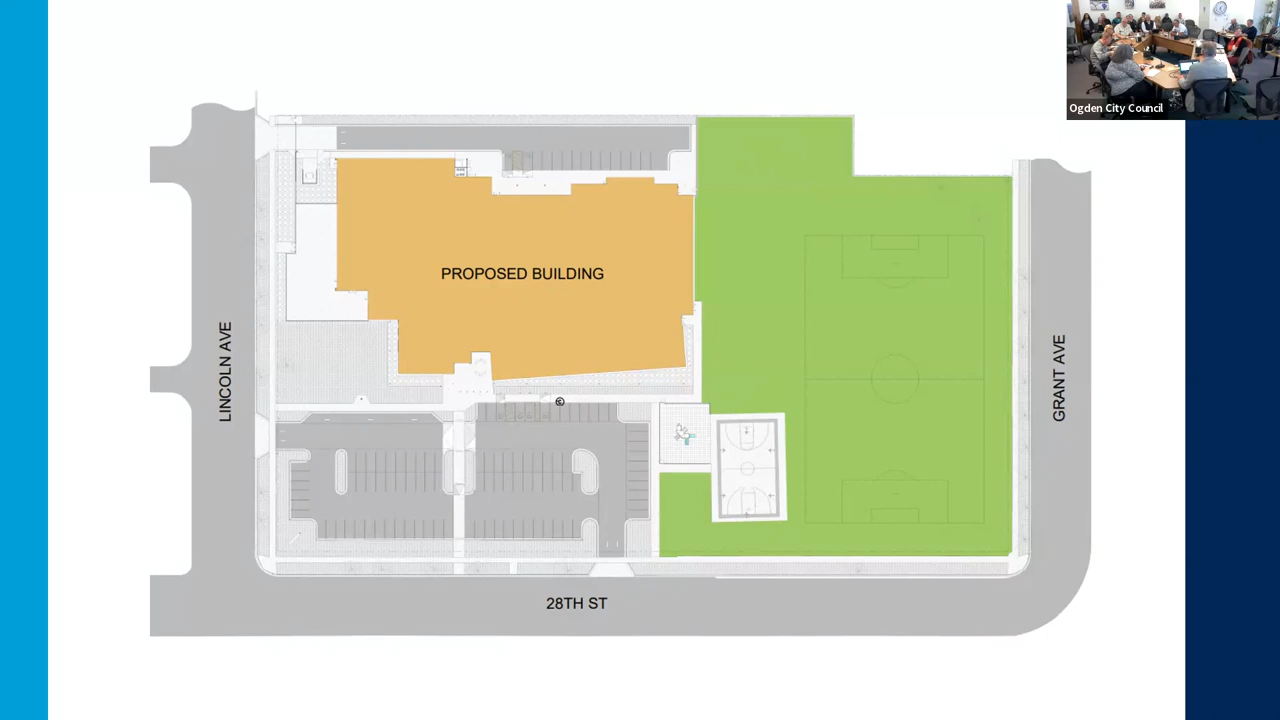 Ogden City Council
PROPOSED BUILDING
LINCOLN AVE
GRANT AVE
28TH ST